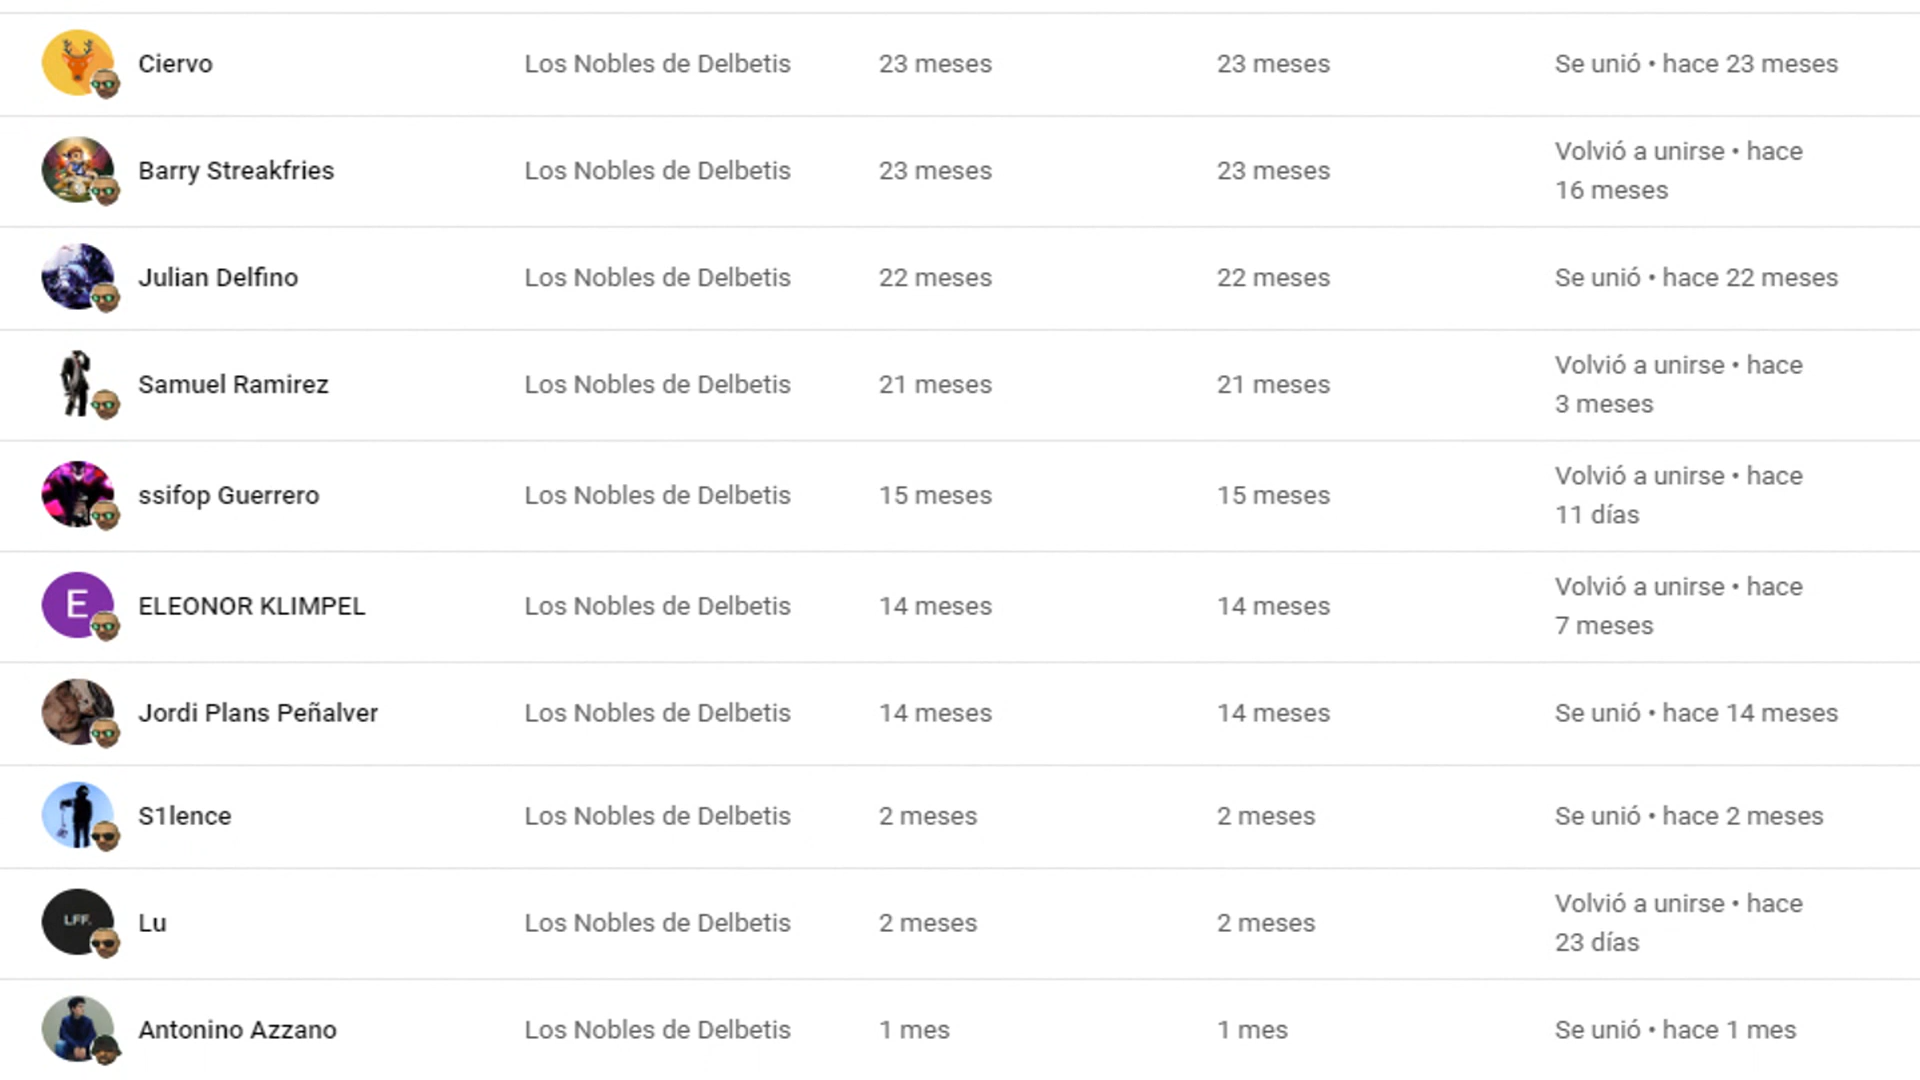 Ciervo Los Nobles de Delbetis 23 meses 23 meses Se unió • hace 23 meses
Barry Streakfries Los Nobles de Delbetis 23 meses 23 meses Volvió a unirse • hace
16 meses
Julian Delfino Los Nobles de Delbetis 22 meses 22 meses Se unió • hace 22 meses
Samuel Ramirez Los Nobles de Delbetis 21 meses 21 meses Volvió a unirse • hace
3 meses
ssifop Guerrero Los Nobles de Delbetis 15 meses 15 meses Volvió a unirse • hace
11 días
E ELEONOR KLIMPEL Los Nobles de Delbetis 14 meses 14 meses Volvió a unirse • hace
7 meses
Jordi Plans Peñalver Los Nobles de Delbetis 14 meses 14 meses Se unió • hace 14 meses
S1lence Los Nobles de Delbetis 2 meses 2 meses Se unió • hace 2 meses
LFF. Lu Los Nobles de Delbetis 2 meses 2 meses Volvió a unirse • hace
23 días
Antonino Azzano Los Nobles de Delbetis 1 mes 1 mes Se unió • hace 1 mes